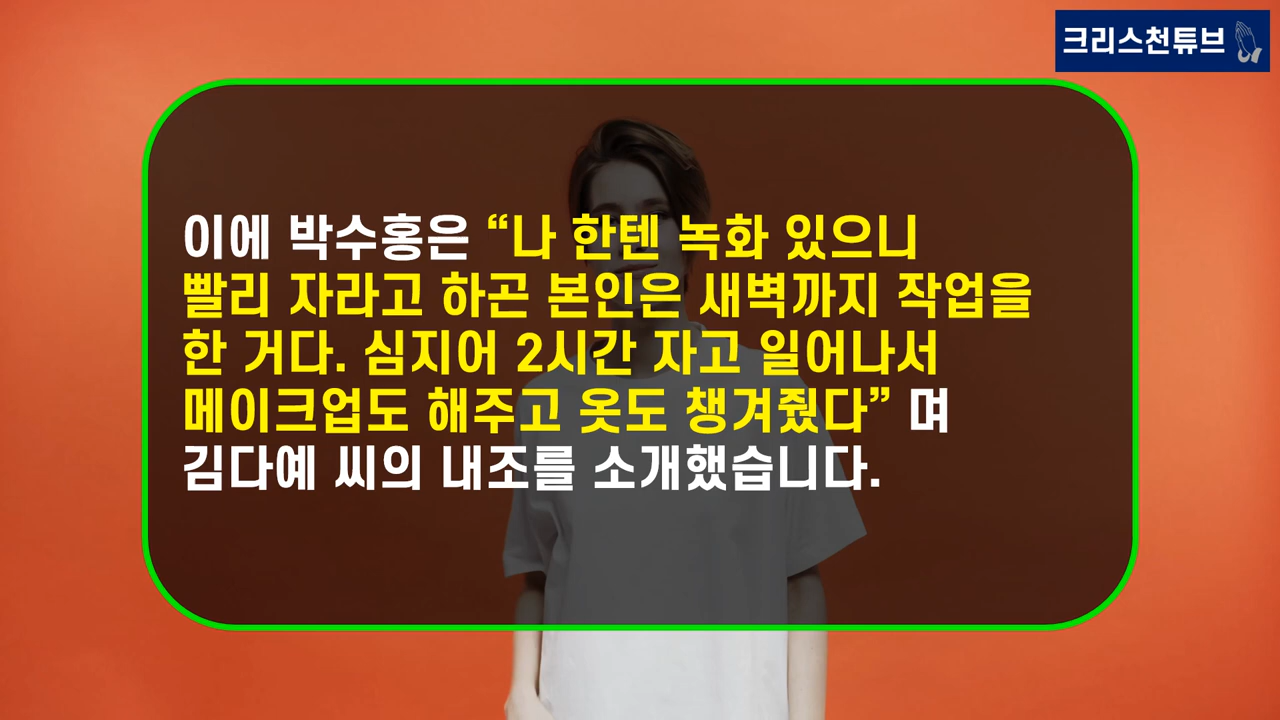 크리스천튜브
이에 박수홍은 “나 한텐 녹화 있으니
빨리 자라고 하곤 본인은 새벽까지 작업을
한 거다. 심지어 2시간 자고 일어나서
메이크업도 해주고 옷도 챙겨줬다” 며
김다예 씨의 내조를 소개했습니다.